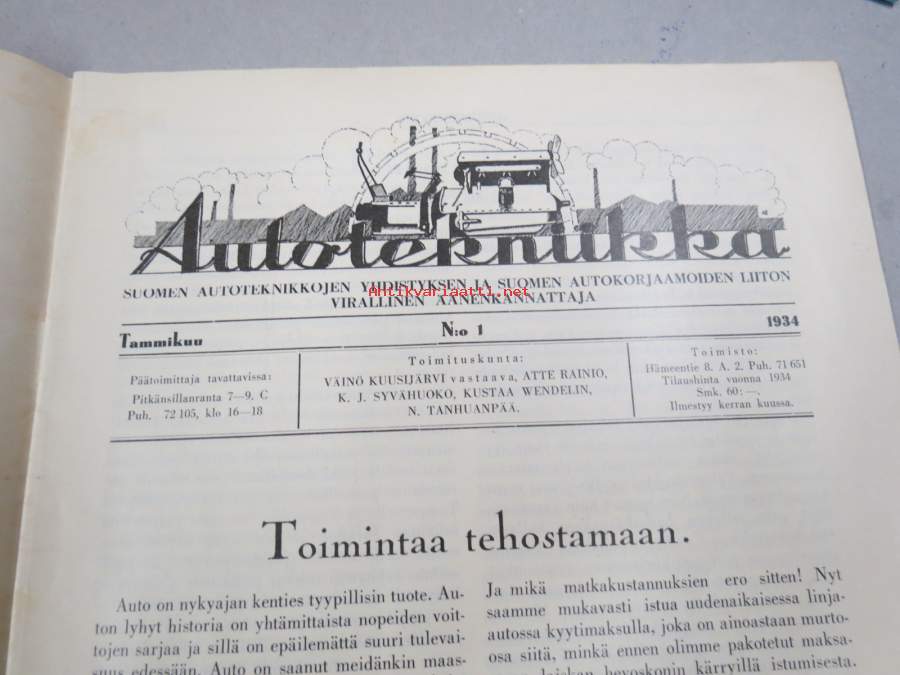 Autotekniikka
SUOMEN AUTOTEKNIKKOJEN YHDISTYKSEN JA SUOMEN AUTOKORJAAMOIDEN LIITON
VIRALLINEN ÄÄNENKANNATTAJA
Antikvariaatti.net
Tammikuu
N:o 1
1934
Päätoimittaja tavattavissa:
Pitkänsillanranta 7—9. C
Puh. 72 105, klo 16—18
Toimituskunta:
VÄINÖ KUUSIJÄRVI vastaava, ATTE RAINIO,
K. J. SYVÄHUOKO, KUSTAA WENDELIN,
N. TANHUANPÄÄ.
Toimisto:
Hämeentie 8. A. 2. Puh. 71 651
Tilaushinta vuonna 1934
Smk. 60:—.
Ilmestyy kerran kuussa.
Toimintaa tehostamaan.
Auto on nykyajan kenties tyypillisin tuote. Au-
ton lyhyt historia on yhtämittaista nopeiden voit-
tojen sarjaa ja sillä on epäilemättä suuri tulevai-
suus edessään. Auto on saanut meidänkin maas-
Ja mikä matkakustannuksien ero sitten! Nyt
saamme mukavasti istua uudenaikaisessa linja-
autossa kyytimaksulla, joka on ainoastaan murto-
osa siitä, minkä ennen olimme pakotetut maksa-
hevoskonin kärryillä istumisesta.